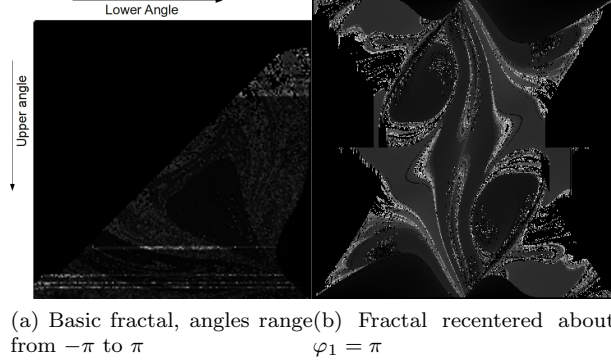 Lower Angle
Upper angle
(a) Basic fractal, angles range
from −π to π
(b) Fractal recentered about
φ₁ = π